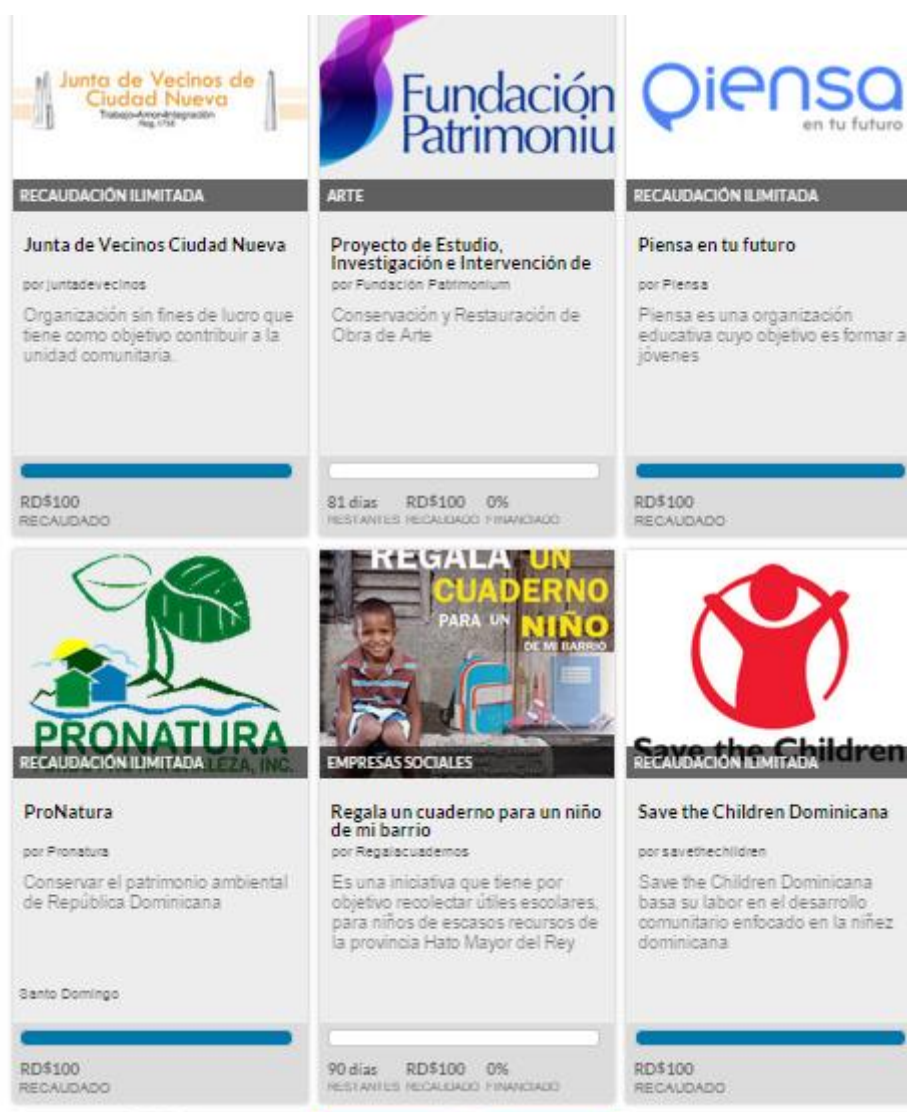 Junta de Vecinos de
Ciudad Nueva
Trabajo•Amor•Integración
Reg. 1736
RECAUDACIÓN ILIMITADA
Junta de Vecinos Ciudad Nueva
por juntadevecinos
Organización sin fines de lucro que
tiene como objetivo contribuir a la
unidad comunitaria.
RD$100
RECAUDADO
Fundación
Patrimoniu
ARTE
Proyecto de Estudio,
Investigación e Intervención de
por Fundación Patrimonium
Conservación y Restauración de
Obra de Arte
81 días RD$100 0%
RESTANTES RECAUDADO FINANCIADO
Piensa
en tu futuro
RECAUDACIÓN ILIMITADA
Piensa en tu futuro
por Piensa
Piensa es una organización
educativa cuyo objetivo es formar a
jóvenes
RD$100
RECAUDADO
PRONATURA
RECAUDACIÓN ILIMITADA
ProNatura
por Pronatura
Conservar el patrimonio ambiental
de República Dominicana
Santo Domingo
RD$100
RECAUDADO
REGALA UN
CUADERNO
PARA UN NIÑO
DE MI BARRIO
EMPRESAS SOCIALES
Regala un cuaderno para un niño
de mi barrio
por Regalacuadernos
Es una iniciativa que tiene por
objetivo recolectar útiles escolares,
para niños de escasos recursos de
la provincia Hato Mayor del Rey
90 días RD$100 0%
RESTANTES RECAUDADO FINANCIADO
Save the Children
RECAUDACIÓN ILIMITADA
Save the Children Dominicana
por savethechildren
Save the Children Dominicana
basa su labor en el desarrollo
comunitario enfocado en la niñez
dominicana
RD$100
RECAUDADO